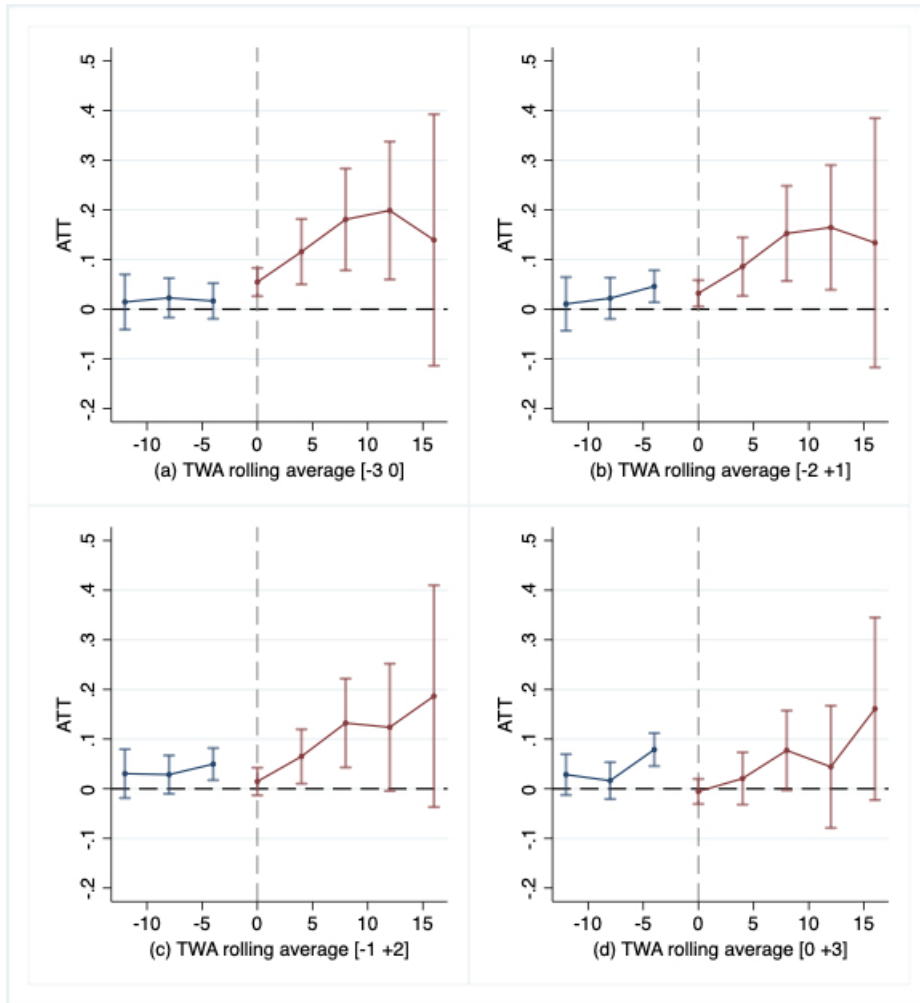 ATT
.5
.4
.3
.2
.1
0
-.1
-.2
-10 -5 0 5 10 15
(a) TWA rolling average [-3 0]
ATT
.5
.4
.3
.2
.1
0
-.1
-.2
-10 -5 0 5 10 15
(b) TWA rolling average [-2 +1]
ATT
.5
.4
.3
.2
.1
0
-.1
-.2
-10 -5 0 5 10 15
(c) TWA rolling average [-1 +2]
ATT
.5
.4
.3
.2
.1
0
-.1
-.2
-10 -5 0 5 10 15
(d) TWA rolling average [0 +3]